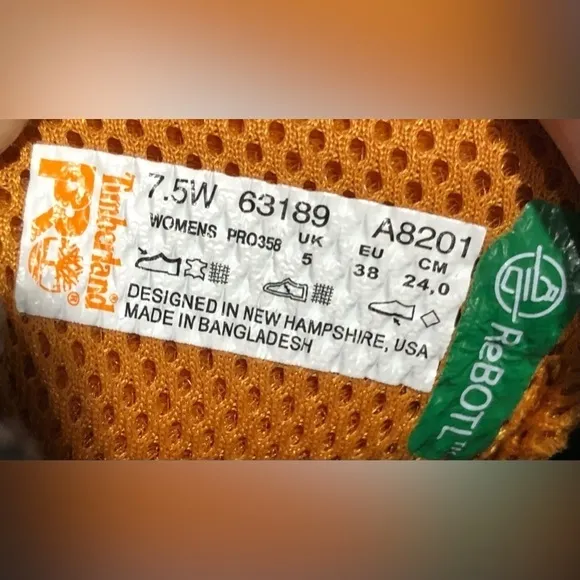 Timberland
PRO ®
7.5W 63189 A8201
WOMENS PRO358 UK EU CM
5 38 24,0
DESIGNED IN NEW HAMPSHIRE, USA
MADE IN BANGLADESH
ReBOTL™